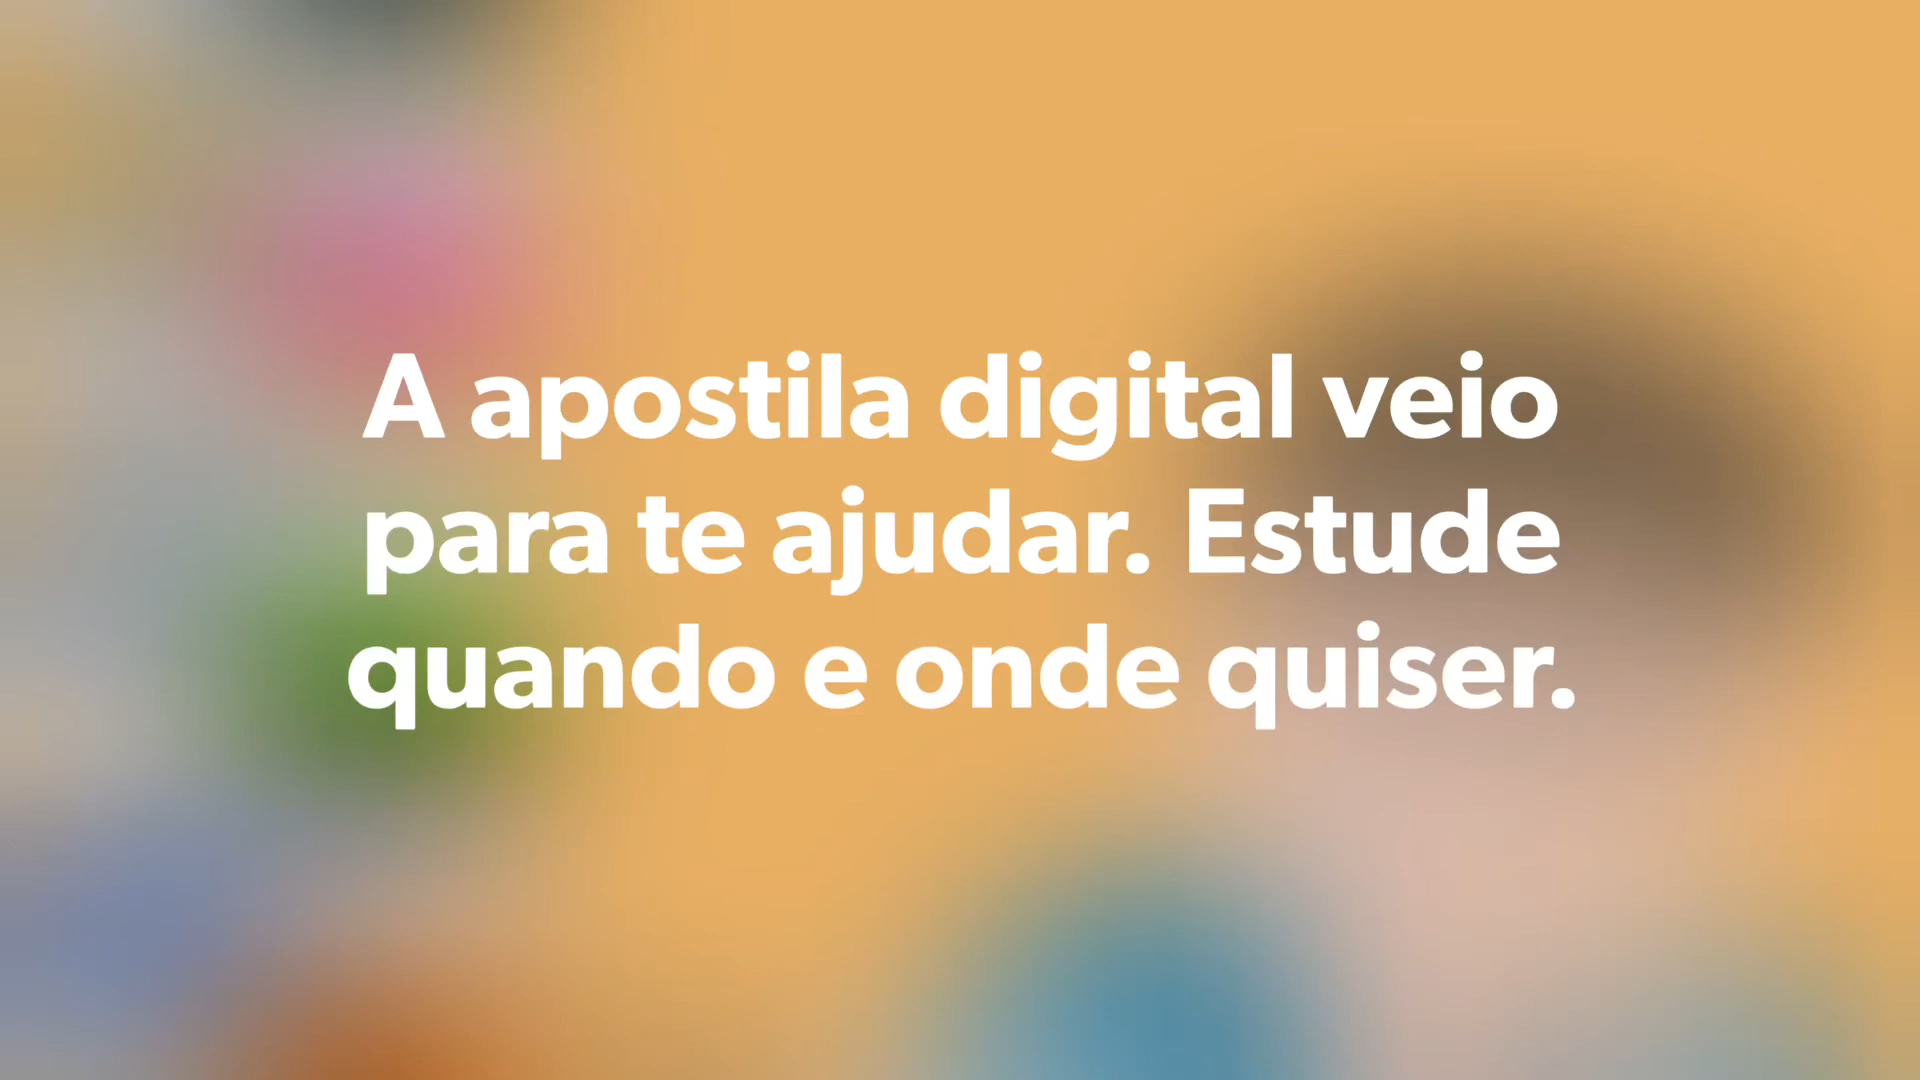 A apostila digital veio
para te ajudar. Estude
quando e onde quiser.